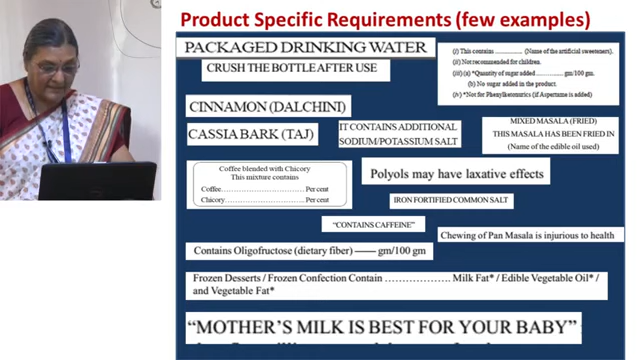 Product Specific Requirements (few examples)
PACKAGED DRINKING WATER
CRUSH THE BOTTLE AFTER USE
(i) This contains .............. (Name of the artificial sweeteners).
(ii) Not recommended for children.
(iii) (a) *Quantity of sugar added............. gm/100 gm.
(b) No sugar added in the product.
(iv) *Not for Phenylketonurics (if Aspertame is added)
CINNAMON (DALCHINI)
CASSIA BARK (TAJ)
IT CONTAINS ADDITIONAL
SODIUM/POTASSIUM SALT
MIXED MASALA (FRIED)
THIS MASALA HAS BEEN FRIED IN
(Name of the edible oil used)
Coffee blended with Chicory
This mixture contains
Coffee.................................... Per cent
Chicory.................................. Per cent
Polyols may have laxative effects
IRON FORTIFIED COMMON SALT
"CONTAINS CAFFEINE"
Chewing of Pan Masala is injurious to health
Contains Oligofructose (dietary fiber) —— gm/100 gm
Frozen Desserts / Frozen Confection Contain .................... Milk Fat* / Edible Vegetable Oil* /
and Vegetable Fat*
"MOTHER'S MILK IS BEST FOR YOUR BABY"